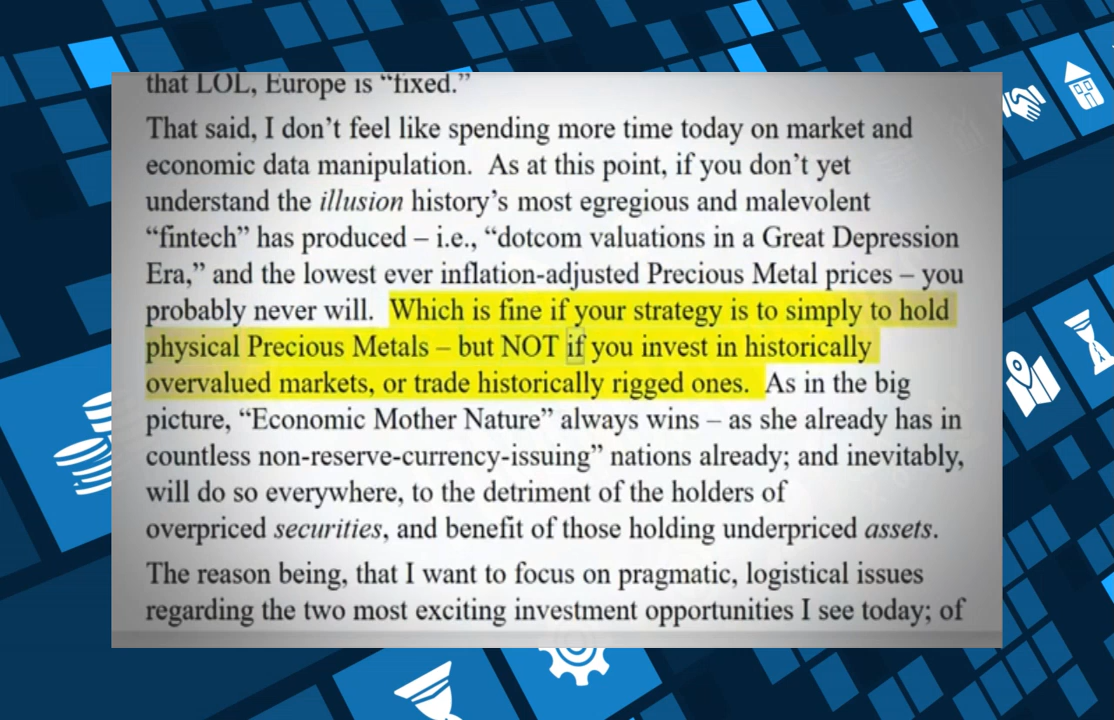 that LOL, Europe is “fixed.”
That said, I don’t feel like spending more time today on market and
economic data manipulation.  As at this point, if you don’t yet
understand the illusion history’s most egregious and malevolent
“fintech” has produced – i.e., “dotcom valuations in a Great Depression
Era,” and the lowest ever inflation-adjusted Precious Metal prices – you
probably never will.  Which is fine if your strategy is to simply to hold
physical Precious Metals – but NOT if you invest in historically
overvalued markets, or trade historically rigged ones.  As in the big
picture, “Economic Mother Nature” always wins – as she already has in
countless non-reserve-currency-issuing” nations already; and inevitably,
will do so everywhere, to the detriment of the holders of
overpriced securities, and benefit of those holding underpriced assets.
The reason being, that I want to focus on pragmatic, logistical issues
regarding the two most exciting investment opportunities I see today; of